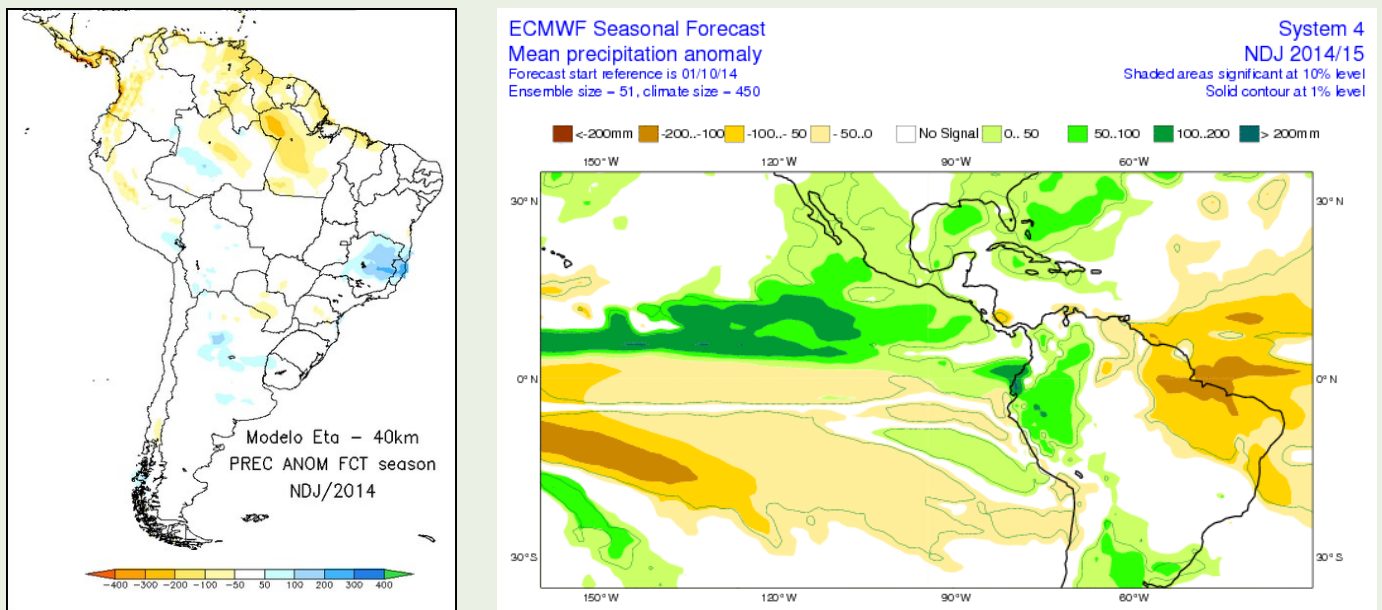 Modelo Eta – 40km
PREC ANOM FCT season
NDJ/2014
−400 −300 −200 −100 −50 50 100 200 300 400
ECMWF Seasonal Forecast
Mean precipitation anomaly
Forecast start reference is 01/10/14
Ensemble size = 51, climate size = 450
System 4
NDJ 2014/15
Shaded areas significant at 10% level
Solid contour at 1% level
<-200mm -200..-100 -100..- 50 - 50..0 No Signal 0.. 50 50..100 100..200 > 200mm
150°W 120°W 90°W 60°W
30°N 30°N
0°N 0°N
30°S 30°S
150°W 120°W 90°W 60°W